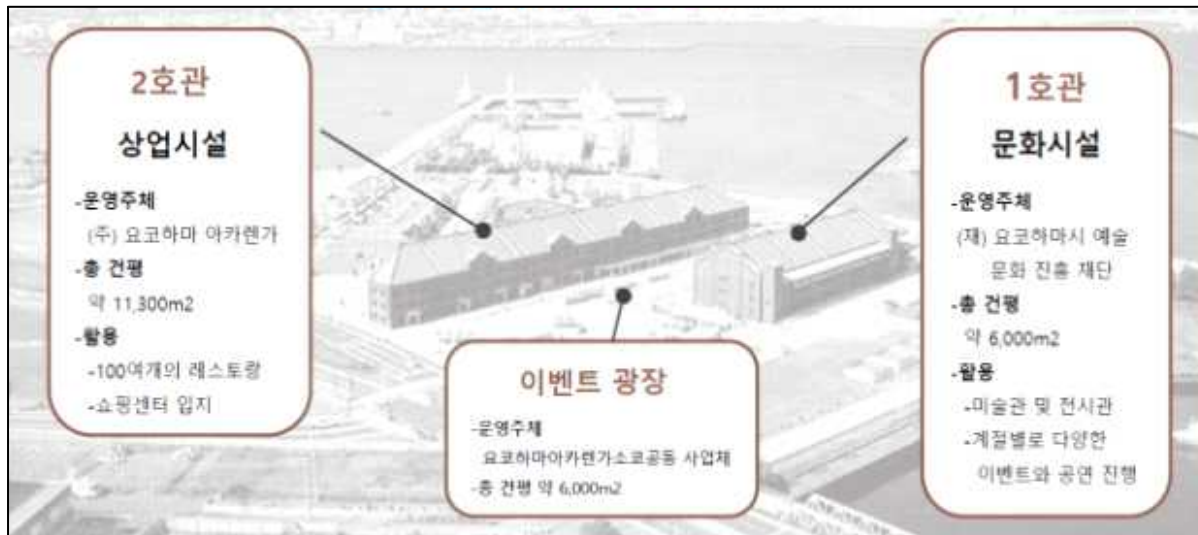 2호관
상업시설
-운영주체
(주) 요코하마 아카렌가
-총 건평
약 11,300m2
-활용
-100여개의 레스토랑
-쇼핑센터 입지
1호관
문화시설
-운영주체
(재) 요코하마시 예술
문화 진흥 재단
-총 건평
약 6,000m2
-활용
-미술관 및 전시관
-계절별로 다양한
이벤트와 공연 진행
이벤트 광장
-운영주체
요코하마아카렌가소코공동 사업체
-총 건평 약 6,000m2